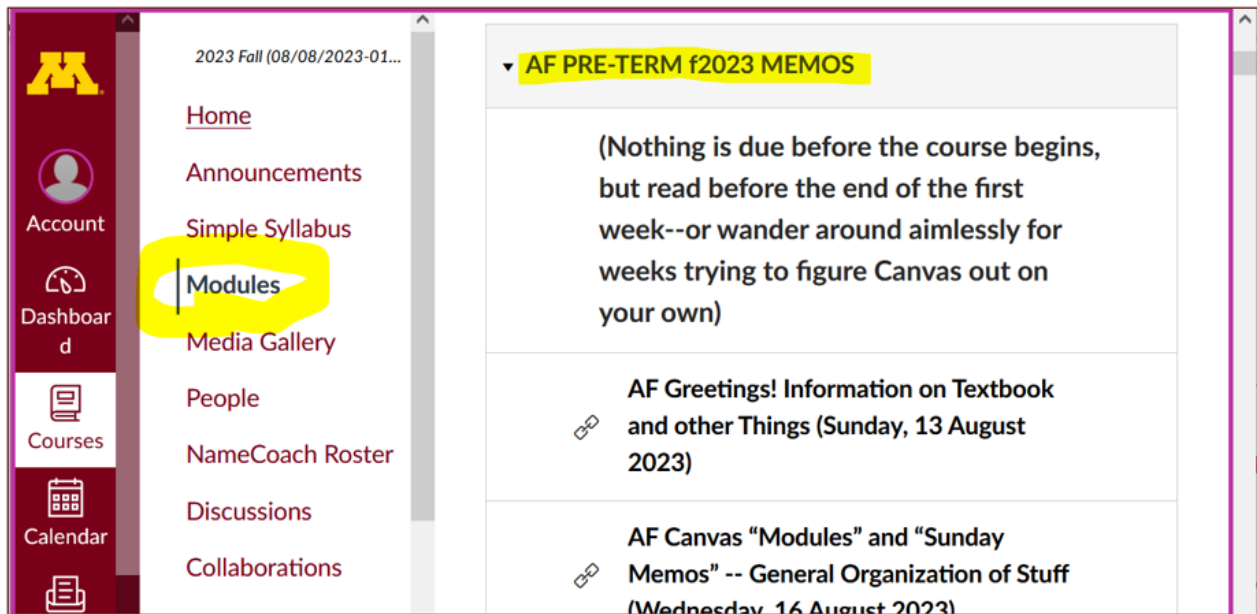 M
Account
Dashboar
d
Courses
Calendar
2023 Fall (08/08/2023-01...
Home
Announcements
Simple Syllabus
Modules
Media Gallery
People
NameCoach Roster
Discussions
Collaborations
AF PRE-TERM f2023 MEMOS
(Nothing is due before the course begins,
but read before the end of the first
week--or wander around aimlessly for
weeks trying to figure Canvas out on
your own)
AF Greetings! Information on Textbook
and other Things (Sunday, 13 August
2023)
AF Canvas “Modules” and “Sunday
Memos” -- General Organization of Stuff
(Wednesday, 16 August 2023)